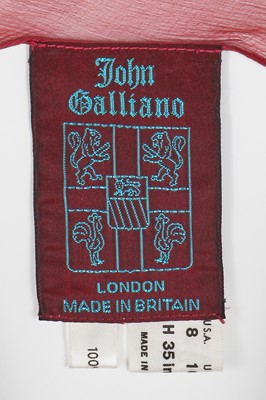 John
Galliano
LONDON
MADE IN BRITAIN
100%
MADE IN
U.S.A.
8
H 35 in